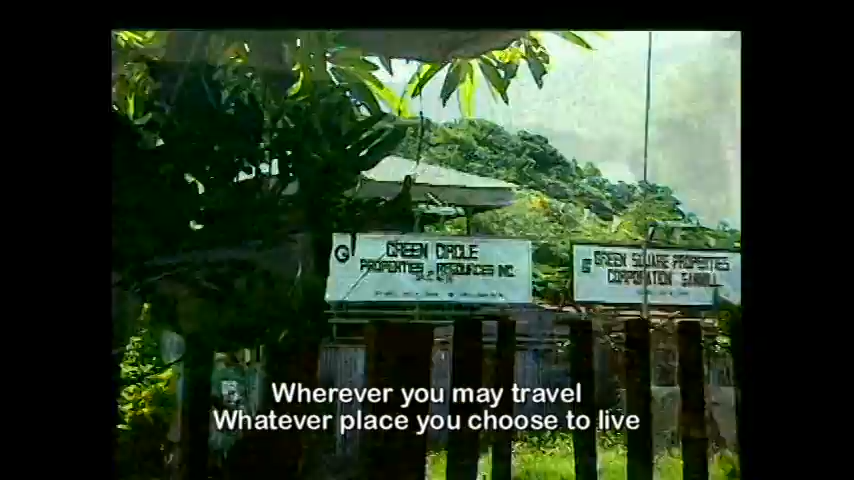 G GREEN CIRCLE
PROPERTIES & RESOURCES INC.
GREEN SQUARE PROPERTIES
CORPORATION
Wherever you may travel
Whatever place you choose to live